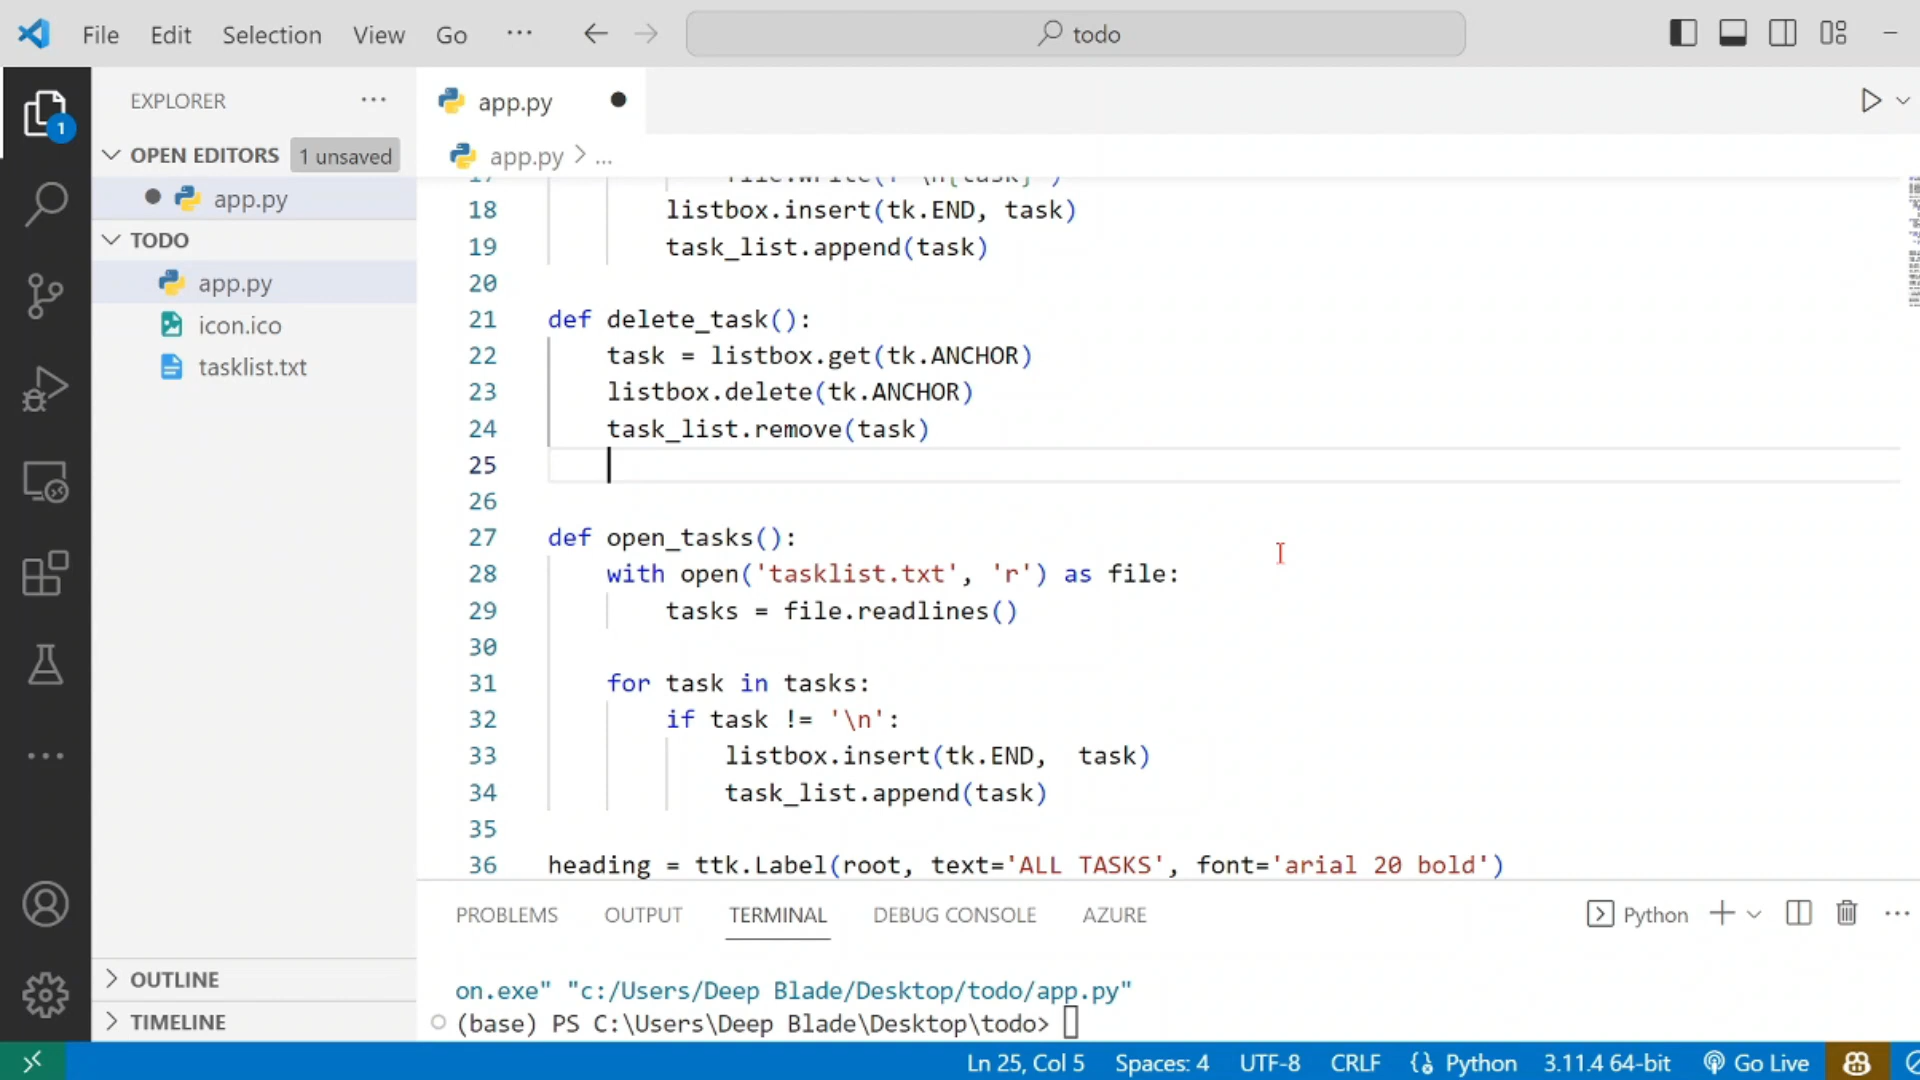 File Edit Selection View Go ... todo
EXPLORER ...
OPEN EDITORS 1 unsaved
app.py
TODO
app.py
icon.ico
tasklist.txt
OUTLINE
TIMELINE
1
app.py
app.py > ...
18 listbox.insert(tk.END, task)
19 task_list.append(task)
20
21 def delete_task():
22 task = listbox.get(tk.ANCHOR)
23 listbox.delete(tk.ANCHOR)
24 task_list.remove(task)
25
26
27 def open_tasks():
28 with open('tasklist.txt', 'r') as file:
29 tasks = file.readlines()
30
31 for task in tasks:
32 if task != '\n':
33 listbox.insert(tk.END,  task)
34 task_list.append(task)
35
36 heading = ttk.Label(root, text='ALL TASKS', font='arial 20 bold')
PROBLEMS OUTPUT TERMINAL DEBUG CONSOLE AZURE Python
on.exe" "c:/Users/Deep Blade/Desktop/todo/app.py"
(base) PS C:\Users\Deep Blade\Desktop\todo>
Ln 25, Col 5 Spaces: 4 UTF-8 CRLF Python 3.11.4 64-bit Go Live